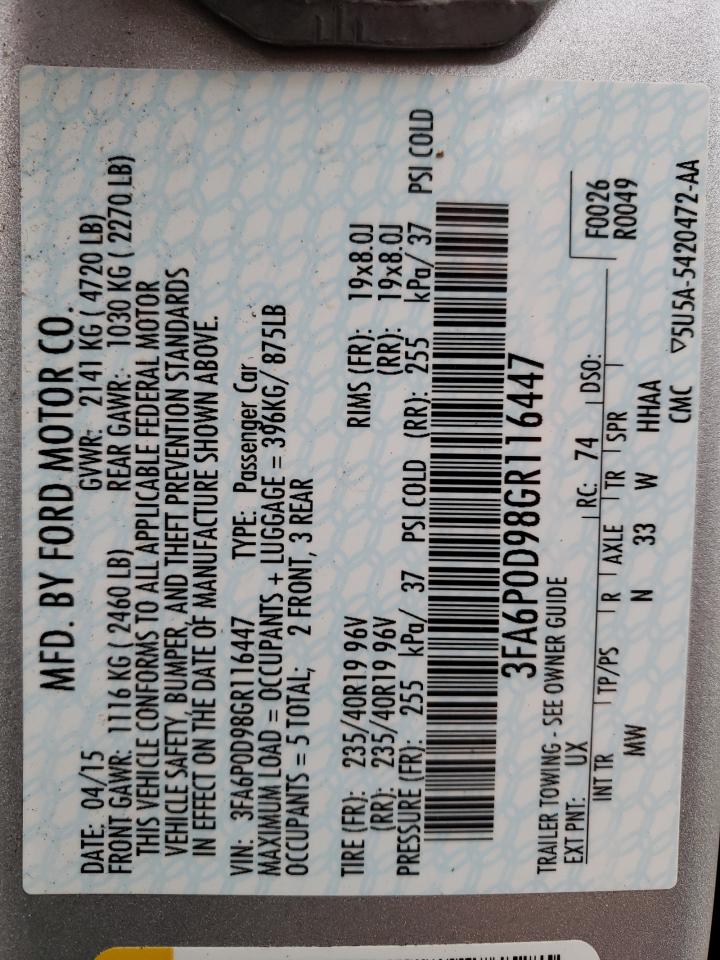 MFD. BY FORD MOTOR CO.
DATE: 04/15 GVWR: 2141 KG ( 4720 LB)
FRONT GAWR: 1116 KG ( 2460 LB) REAR GAWR: 1030 KG ( 2270 LB)
THIS VEHICLE CONFORMS TO ALL APPLICABLE FEDERAL MOTOR
VEHICLE SAFETY, BUMPER, AND THEFT PREVENTION STANDARDS
IN EFFECT ON THE DATE OF MANUFACTURE SHOWN ABOVE.
VIN: 3FA6P0D98GR116447 TYPE: Passenger Car
MAXIMUM LOAD = OCCUPANTS + LUGGAGE = 396KG/ 875LB
OCCUPANTS = 5 TOTAL; 2 FRONT, 3 REAR
TIRE (FR): 235/40R19 96V RIMS (FR): 19x8.0J
(RR): 235/40R19 96V (RR): 19x8.0J
PRESSURE (FR): 255 kPa/ 37 PSI COLD (RR): 255 kPa/ 37 PSI COLD
3FA6P0D98GR116447
TRAILER TOWING - SEE OWNER GUIDE
EXT PNT: UX RC: 74 DSO: F0026
INT TR TP/PS R AXLE TR SPR R0049
MW N 33 W HHAA
CMC ▽5U5A-5420472-AA